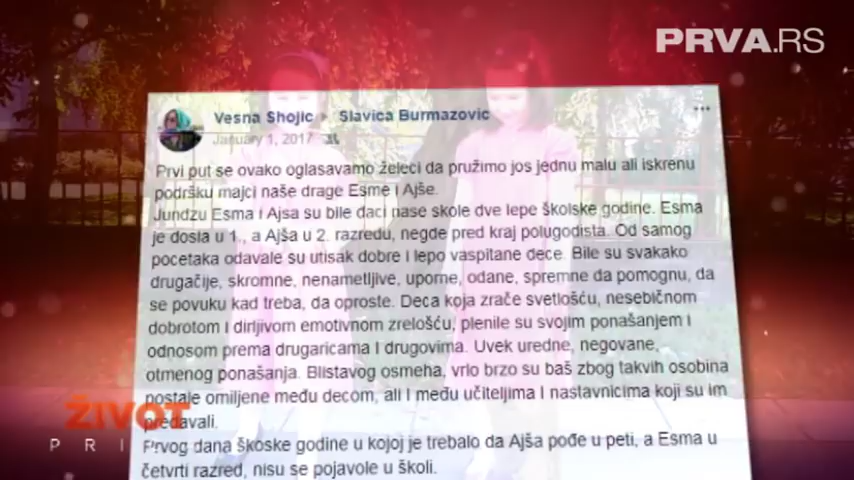 PRVA.RS
Vesna Shojic ▸ Slavica Burmazovic
January 1, 2017
Prvi put se ovako oglasavamo želeci da pružimo jos jednu malu ali iskrenu
podršku majci naše drage Esme i Ajše.
Jundzu Esma i Ajsa su bile daci nase skole dve lepe školske godine. Esma
je dosla u 1., a Ajša u 2. razredu, negde pred kraj polugodista. Od samog
pocetaka odavale su utisak dobre i lepo vaspitane dece. Bile su svakako
drugačije, skromne, nenametljive, uporne, odane, spremne da pomognu, da
se povuku kad treba, da oproste. Deca koja zrače svetlošću, nesebičnom
dobrotom i dirljivom emotivnom zrelošću, plenile su svojim ponašanjem i
odnosom prema drugaricama I drugovima. Uvek uredne, negovane,
otmenog ponašanja. Blistavog osmeha, vrlo brzo su baš zbog takvih osobina
postale omiljene među decom, ali I među učiteljima I nastavnicima koji su im
predavali.
Prvog dana škoske godine u kojoj je trebalo da Ajša pođe u peti, a Esma u
četvrti razred, nisu se pojavole u školi.
ŽIVOT